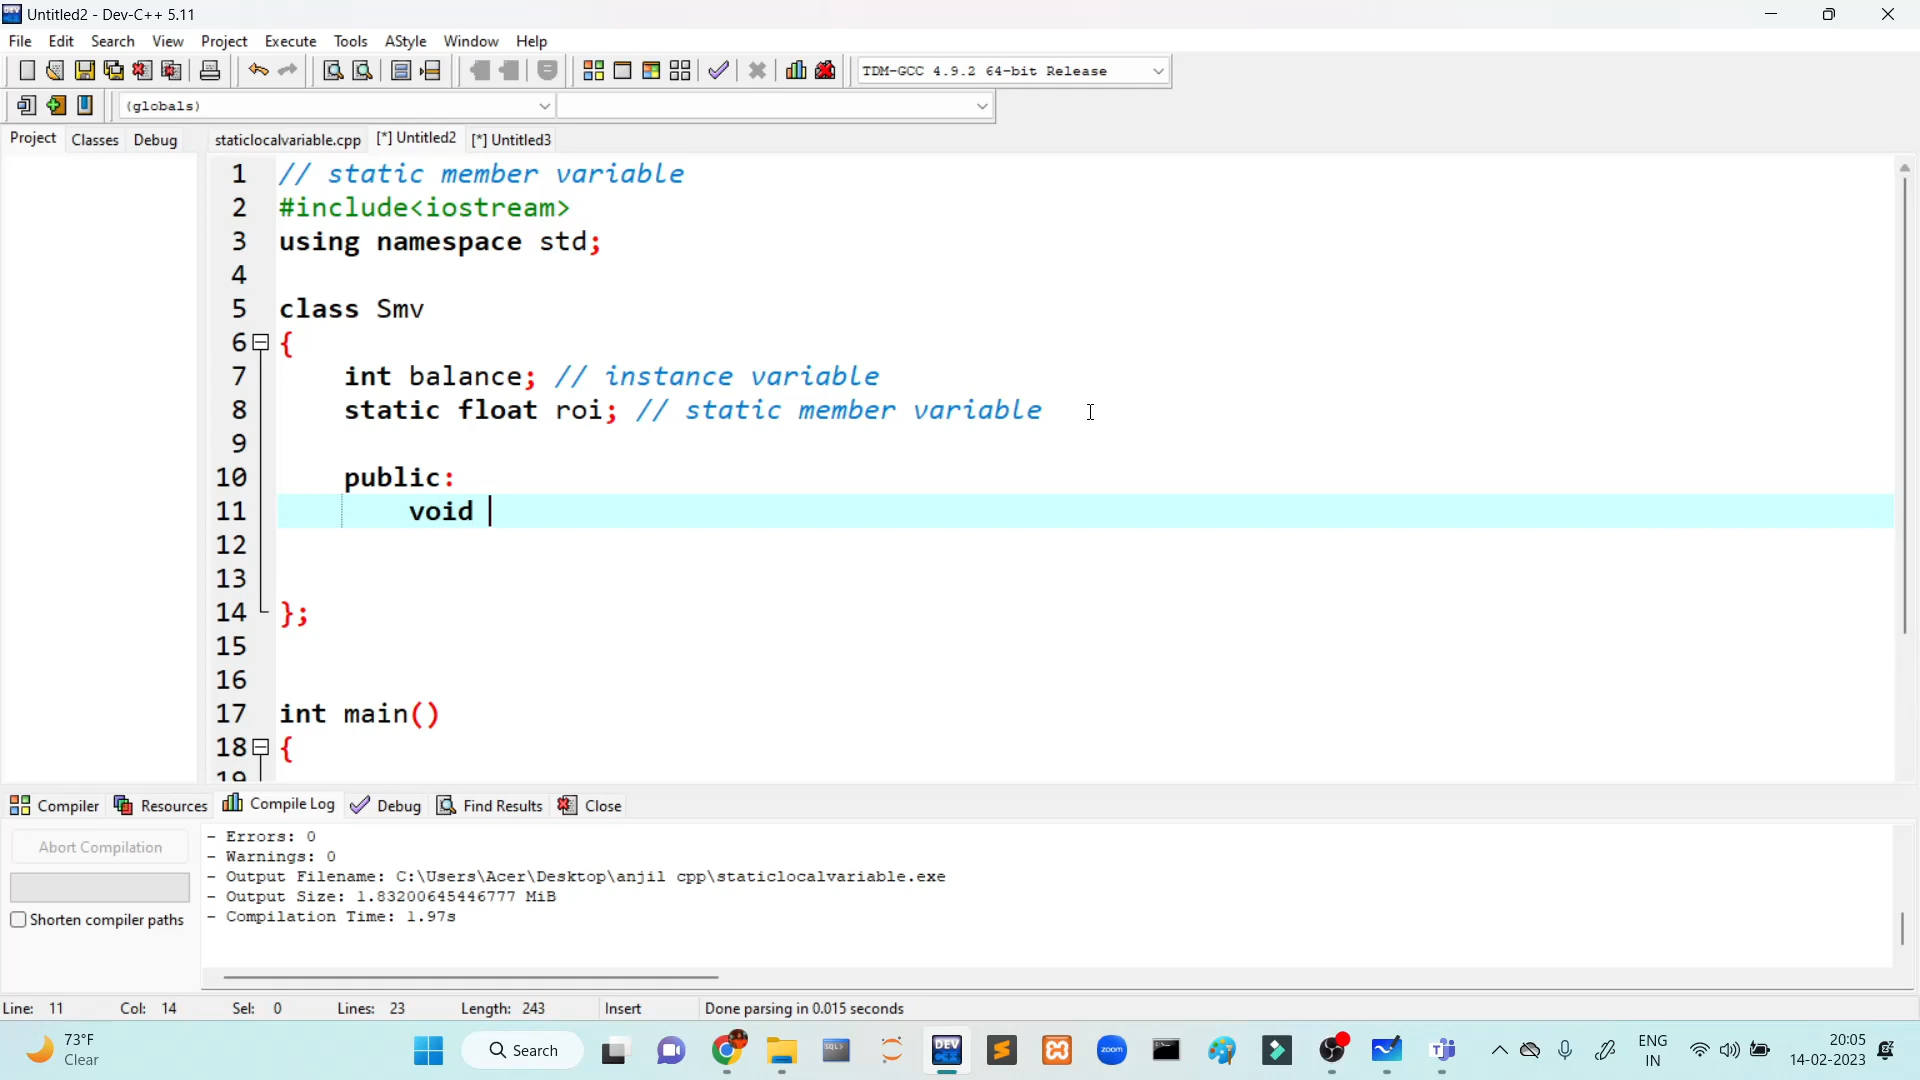 Untitled2 - Dev-C++ 5.11
File Edit Search View Project Execute Tools AStyle Window Help
TDM-GCC 4.9.2 64-bit Release
(globals)
Project Classes Debug staticlocalvariable.cpp [*] Untitled2 [*] Untitled3
1 // static member variable
2 #include<iostream>
3 using namespace std;
4
5 class Smv
6 {
7 int balance; // instance variable
8 static float roi; // static member variable
9
10 public:
11 void
12
13
14 };
15
16
17 int main()
18 {
19
Compiler Resources Compile Log Debug Find Results Close
Abort Compilation
Shorten compiler paths
- Errors: 0
- Warnings: 0
- Output Filename: C:\Users\Acer\Desktop\anjil cpp\staticlocalvariable.exe
- Output Size: 1.83200645446777 MiB
- Compilation Time: 1.97s
Line: 11 Col: 14 Sel: 0 Lines: 23 Length: 243 Insert Done parsing in 0.015 seconds
73°F
Clear
Search
DEV
SQL>
zoom
ENG
IN
20:05
14-02-2023